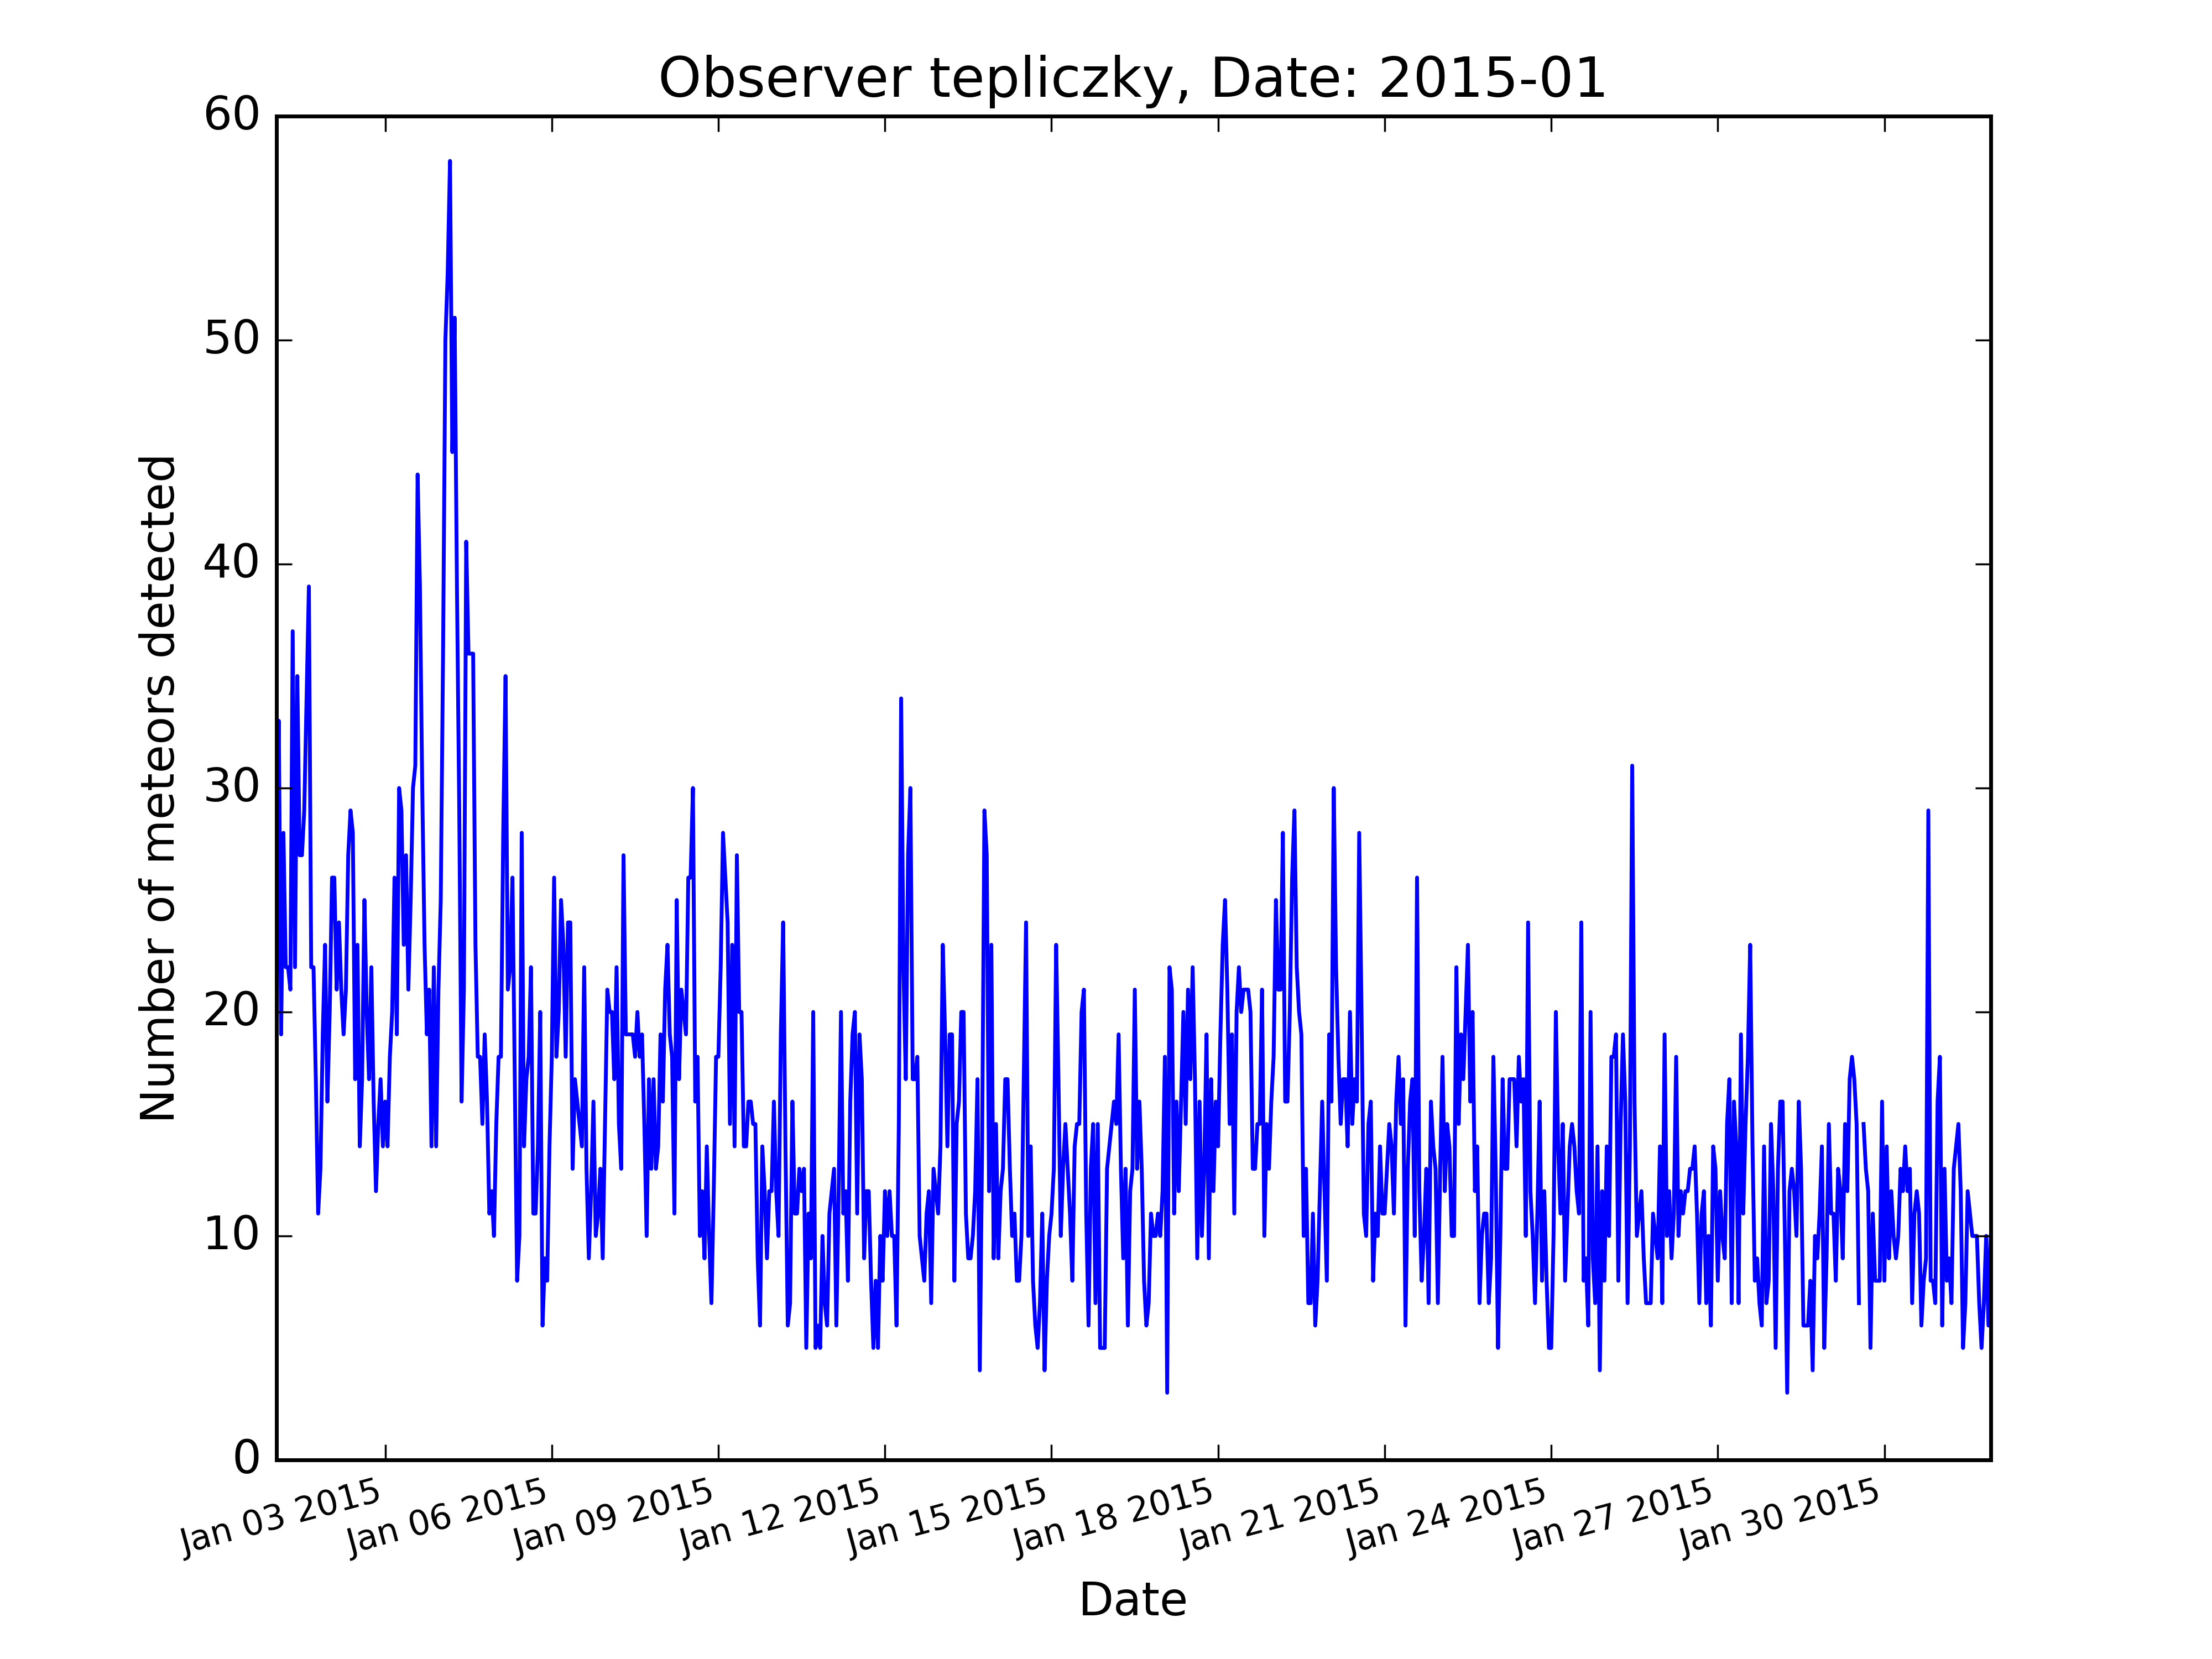 Observer tepliczky, Date: 2015-01
Number of meteors detected
60
50
40
30
20
10
0
Jan 03 2015
Jan 06 2015
Jan 09 2015
Jan 12 2015
Jan 15 2015
Jan 18 2015
Jan 21 2015
Jan 24 2015
Jan 27 2015
Jan 30 2015
Date